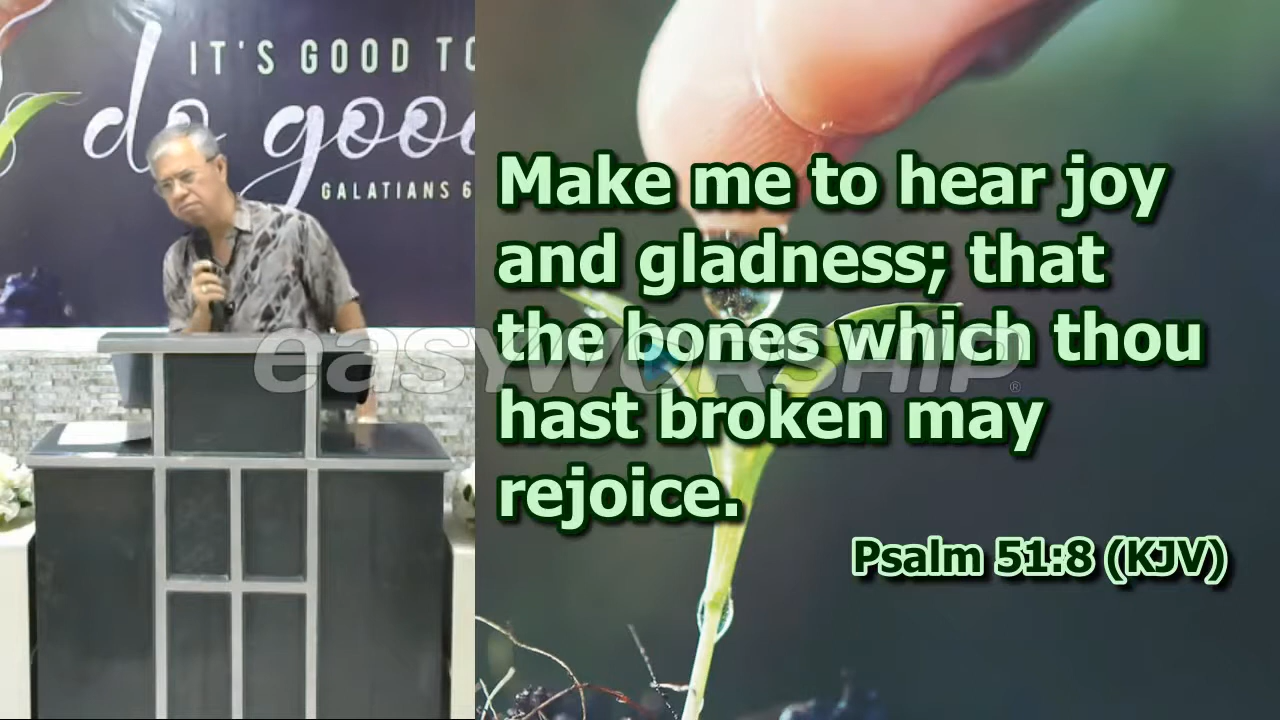 IT'S GOOD TO
do good
GALATIANS 6
Make me to hear joy
and gladness; that
the bones which thou
hast broken may
rejoice.
Psalm 51:8 (KJV)
easyworship®